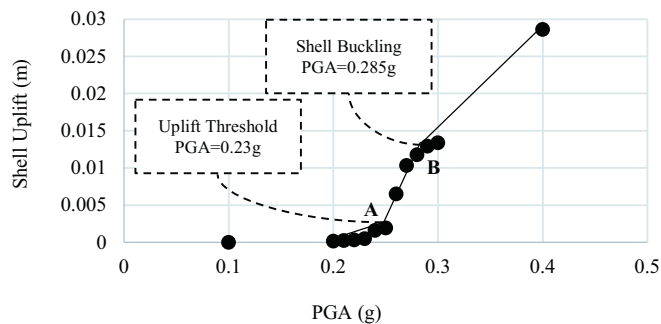 0.03
0.025
0.02
0.015
0.01
0.005
0
Shell Uplift (m)
Shell Buckling
PGA=0.285g
Uplift Threshold
PGA=0.23g
A
B
0 0.1 0.2 0.3 0.4 0.5
PGA (g)